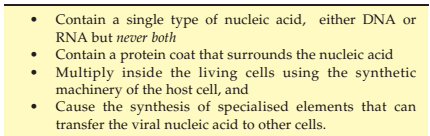 • Contain a single type of nucleic acid, either DNA or
RNA but never both
• Contain a protein coat that surrounds the nucleic acid
• Multiply inside the living cells using the synthetic
machinery of the host cell, and
• Cause the synthesis of specialised elements that can
transfer the viral nucleic acid to other cells.